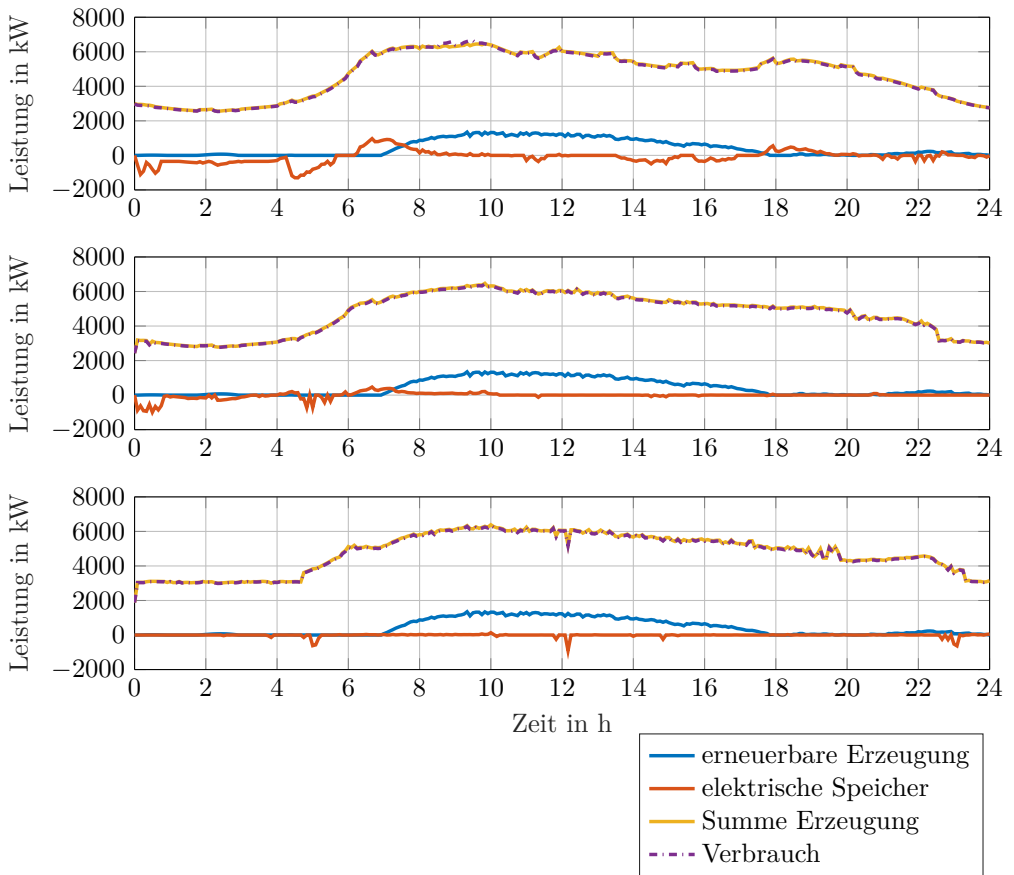 8000
6000
4000
2000
0
−2000
Leistung in kW
0 2 4 6 8 10 12 14 16 18 20 22 24
8000
6000
4000
2000
0
−2000
Leistung in kW
0 2 4 6 8 10 12 14 16 18 20 22 24
8000
6000
4000
2000
0
−2000
Leistung in kW
0 2 4 6 8 10 12 14 16 18 20 22 24
Zeit in h
erneuerbare Erzeugung
elektrische Speicher
Summe Erzeugung
Verbrauch